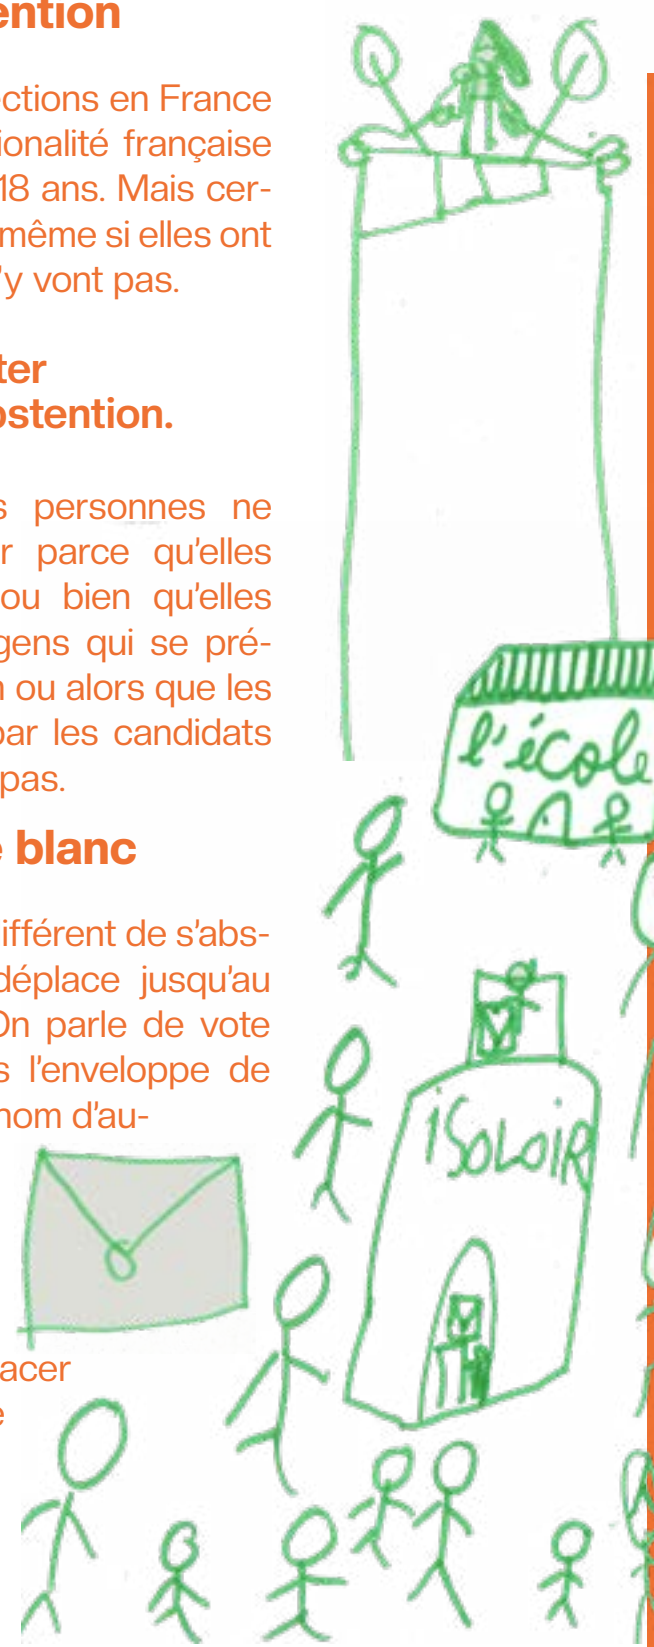 ention
ections en France
ionalité française
18 ans. Mais cer-
même si elles ont
'y vont pas.
ter
ostention.
s personnes ne
r parce qu'elles
ou bien qu'elles
gens qui se pré-
n ou alors que les
par les candidats
pas.
e blanc
ifférent de s'abs-
déplace jusqu'au
On parle de vote
s l'enveloppe de
nom d'au-
acer
e
l'école
iSOLOIR